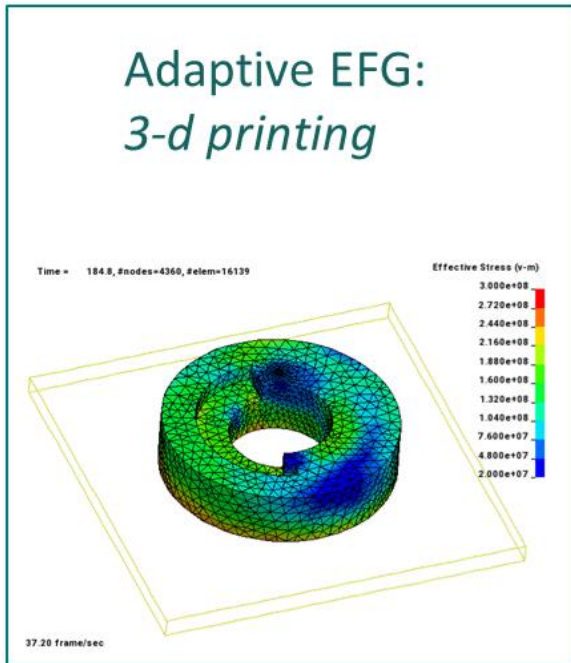 Adaptive EFG:
3-d printing
Time = 184.8, #nodes=4360, #elem=16139
Effective Stress (v-m)
3.000e+08
2.720e+08
2.440e+08
2.160e+08
1.880e+08
1.600e+08
1.320e+08
1.040e+08
7.600e+07
4.800e+07
2.000e+07
37.20 frame/sec